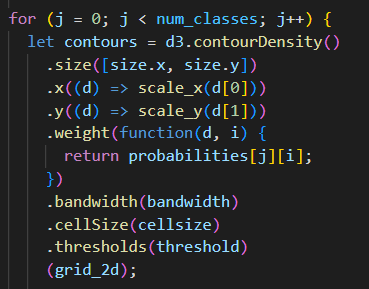 for (j = 0; j < num_classes; j++) {
  let contours = d3.contourDensity()
    .size([size.x, size.y])
    .x((d) => scale_x(d[0]))
    .y((d) => scale_y(d[1]))
    .weight(function(d, i) {
      return probabilities[j][i];
    })
    .bandwidth(bandwidth)
    .cellSize(cellsize)
    .thresholds(threshold)
    (grid_2d);